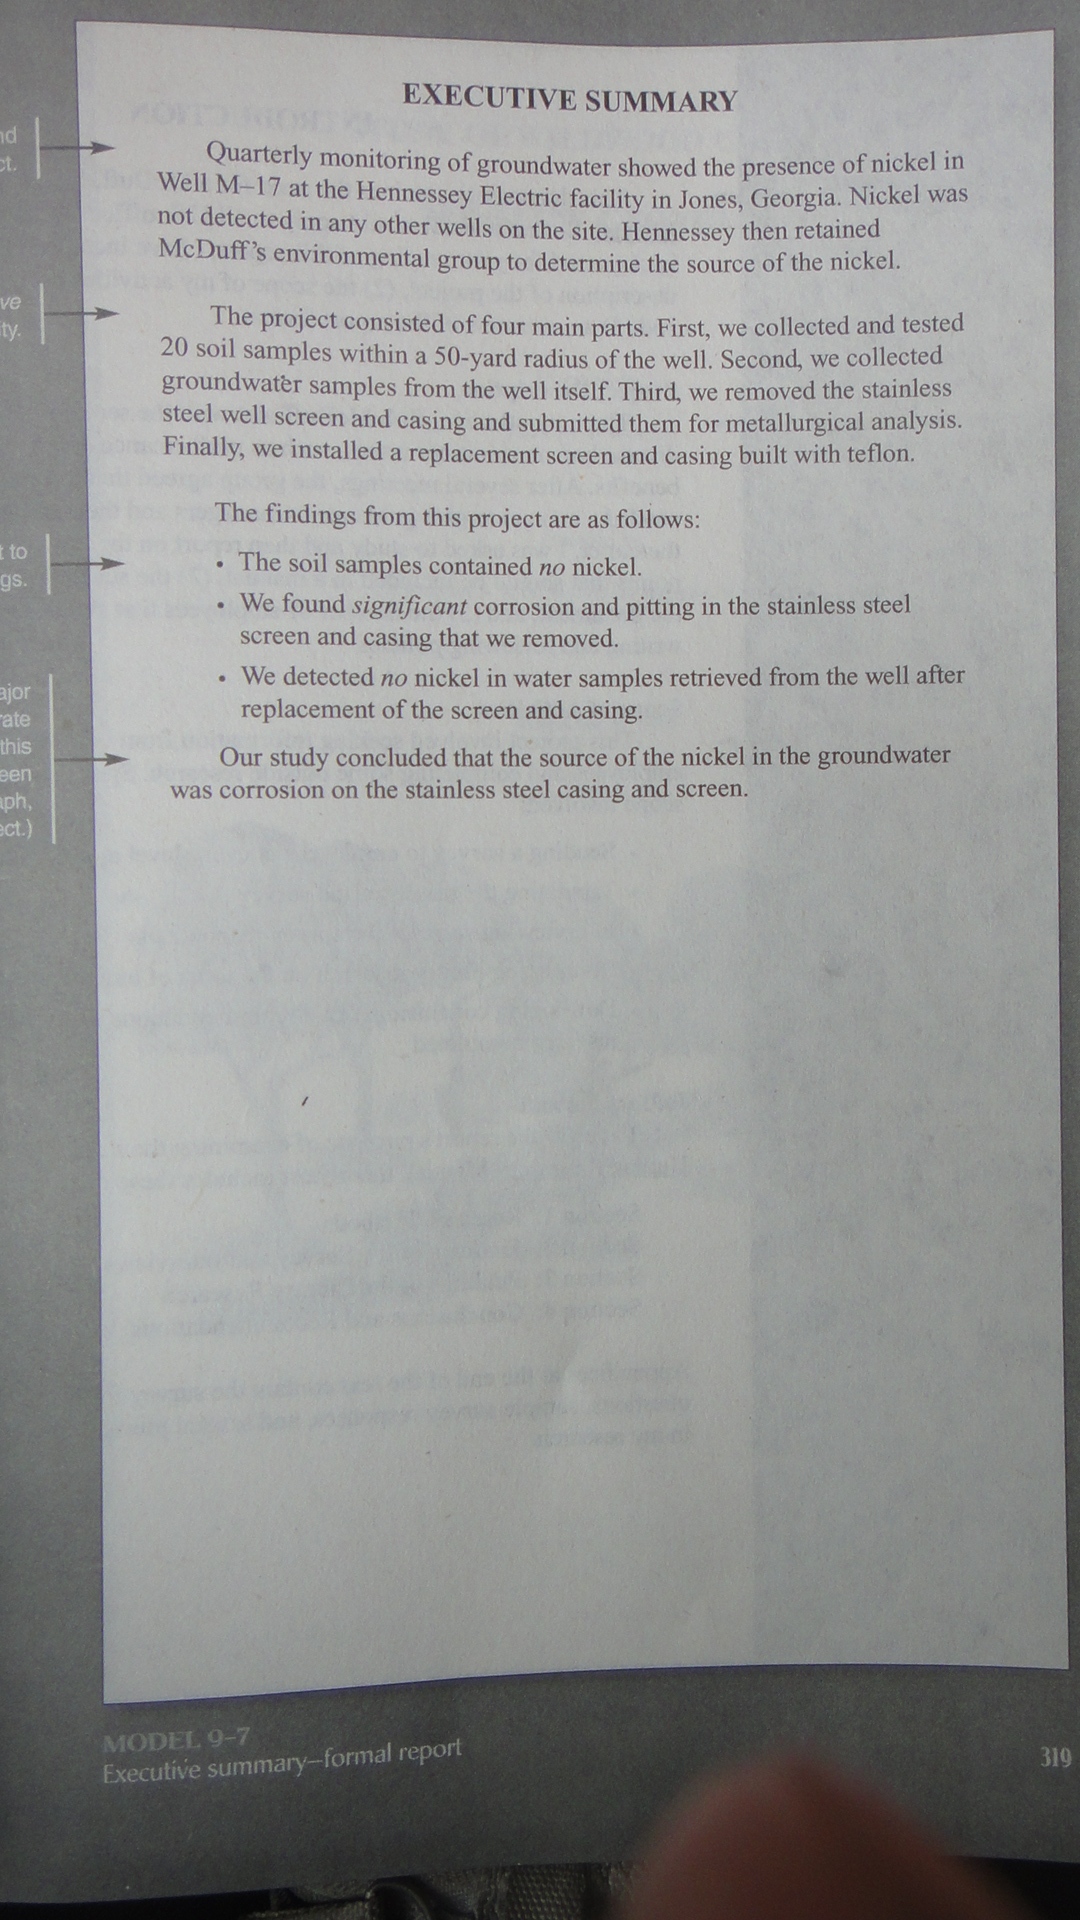 EXECUTIVE SUMMARY
nd
ct.
Quarterly monitoring of groundwater showed the presence of nickel in
Well M–17 at the Hennessey Electric facility in Jones, Georgia. Nickel was
not detected in any other wells on the site. Hennessey then retained
McDuff's environmental group to determine the source of the nickel.
ve
ty.
The project consisted of four main parts. First, we collected and tested
20 soil samples within a 50-yard radius of the well. Second, we collected
groundwater samples from the well itself. Third, we removed the stainless
steel well screen and casing and submitted them for metallurgical analysis.
Finally, we installed a replacement screen and casing built with teflon.
The findings from this project are as follows:
t to
gs.
• The soil samples contained no nickel.
• We found significant corrosion and pitting in the stainless steel
screen and casing that we removed.
• We detected no nickel in water samples retrieved from the well after
replacement of the screen and casing.
ajor
rate
this
een
aph,
ect.)
Our study concluded that the source of the nickel in the groundwater
was corrosion on the stainless steel casing and screen.
MODEL 9–7
Executive summary–formal report
319